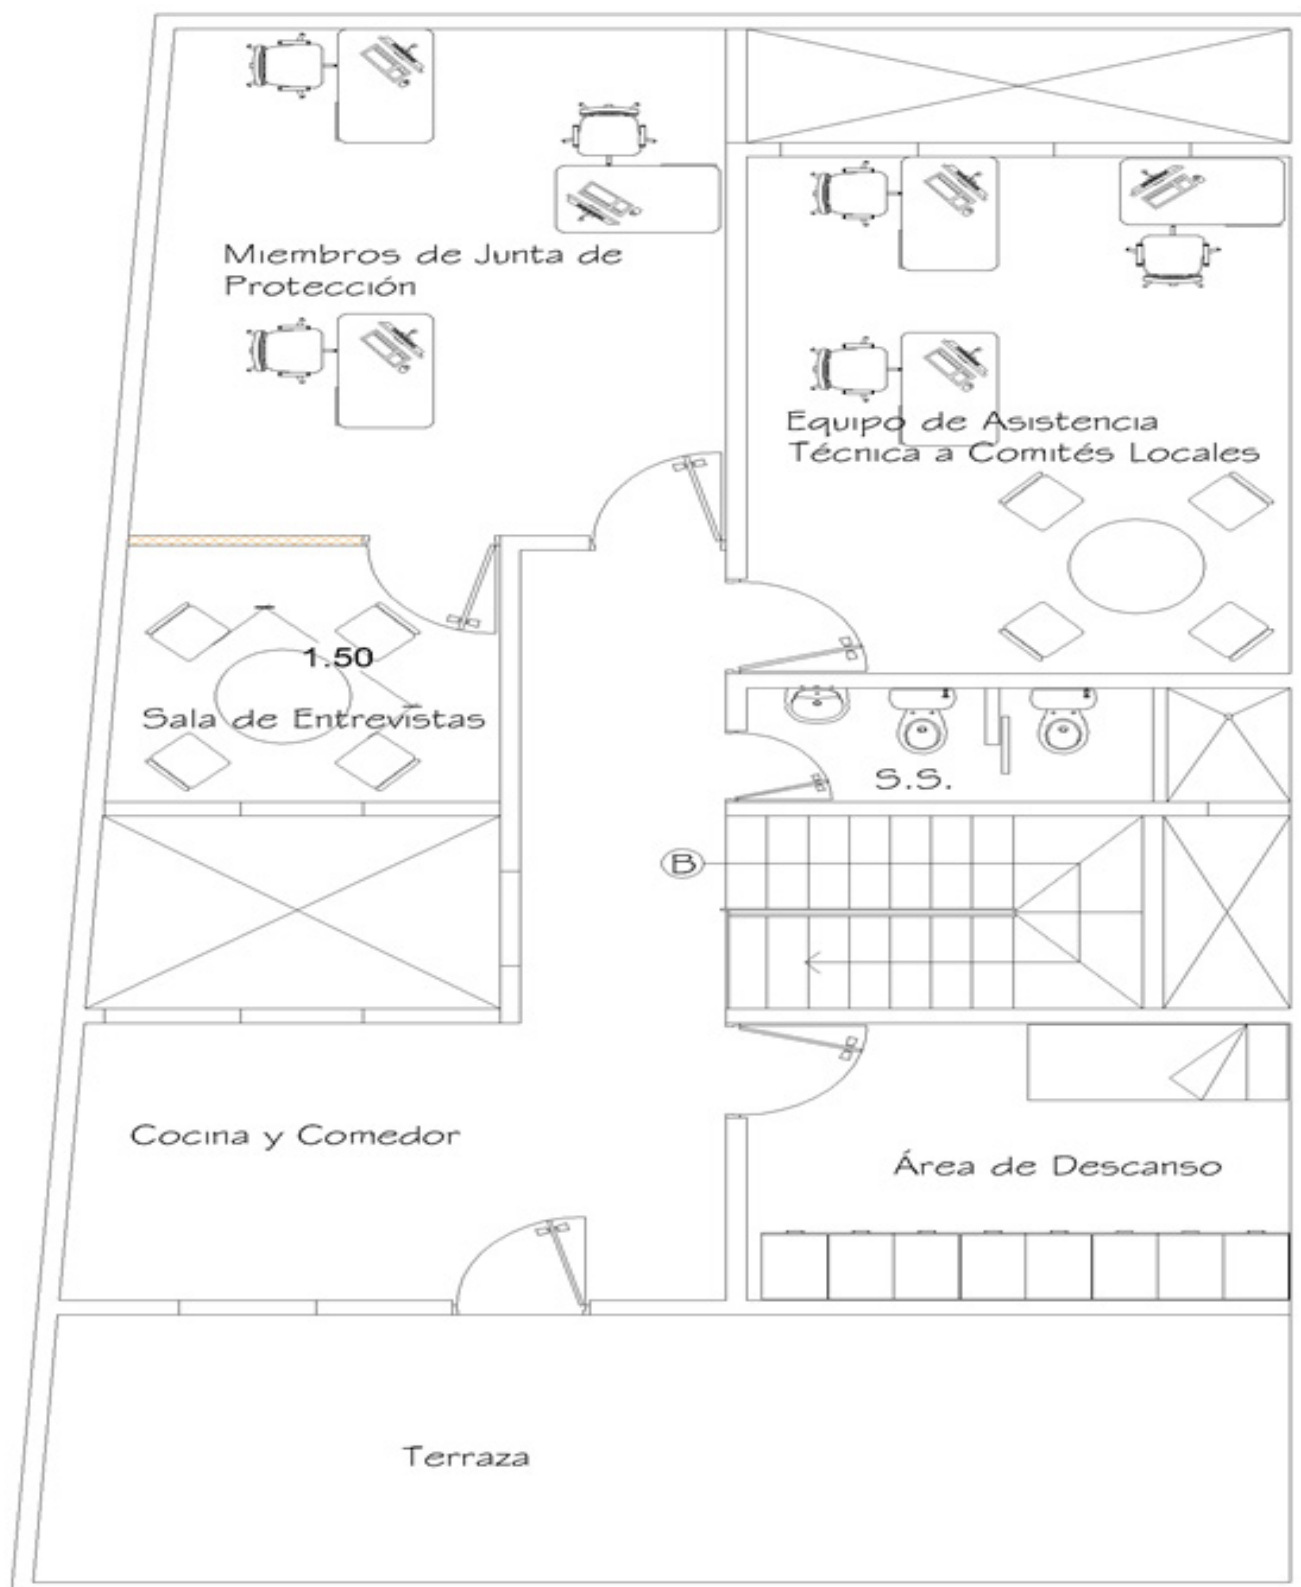 Miembros de Junta de
Protección
Equipo de Asistencia
Técnica a Comités Locales
1.50
Sala de Entrevistas
S.S.
B
Cocina y Comedor
Área de Descanso
Terraza